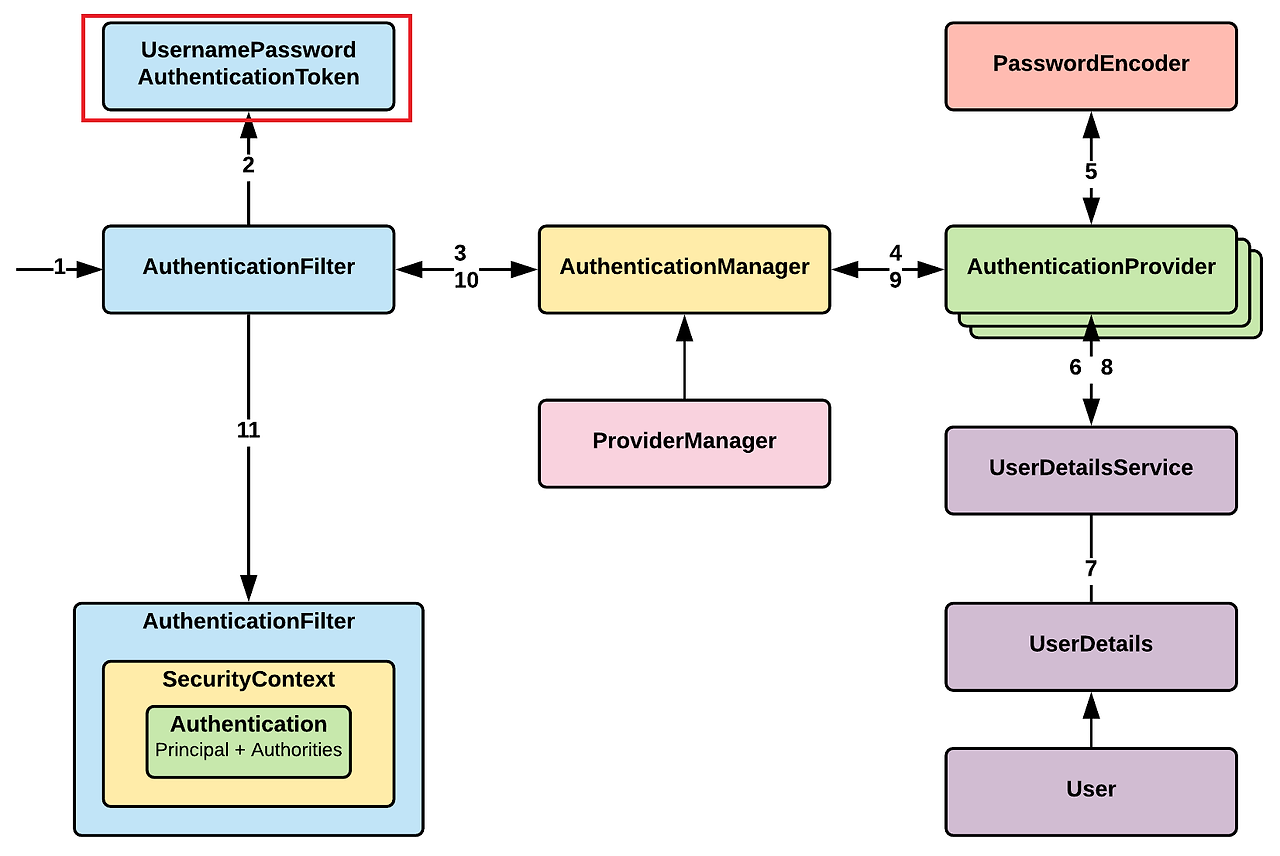 UsernamePassword
AuthenticationToken
PasswordEncoder
2
5
1
AuthenticationFilter
3
10
AuthenticationManager
4
9
AuthenticationProvider
6 8
11
ProviderManager
UserDetailsService
7
AuthenticationFilter
SecurityContext
Authentication
Principal + Authorities
UserDetails
User